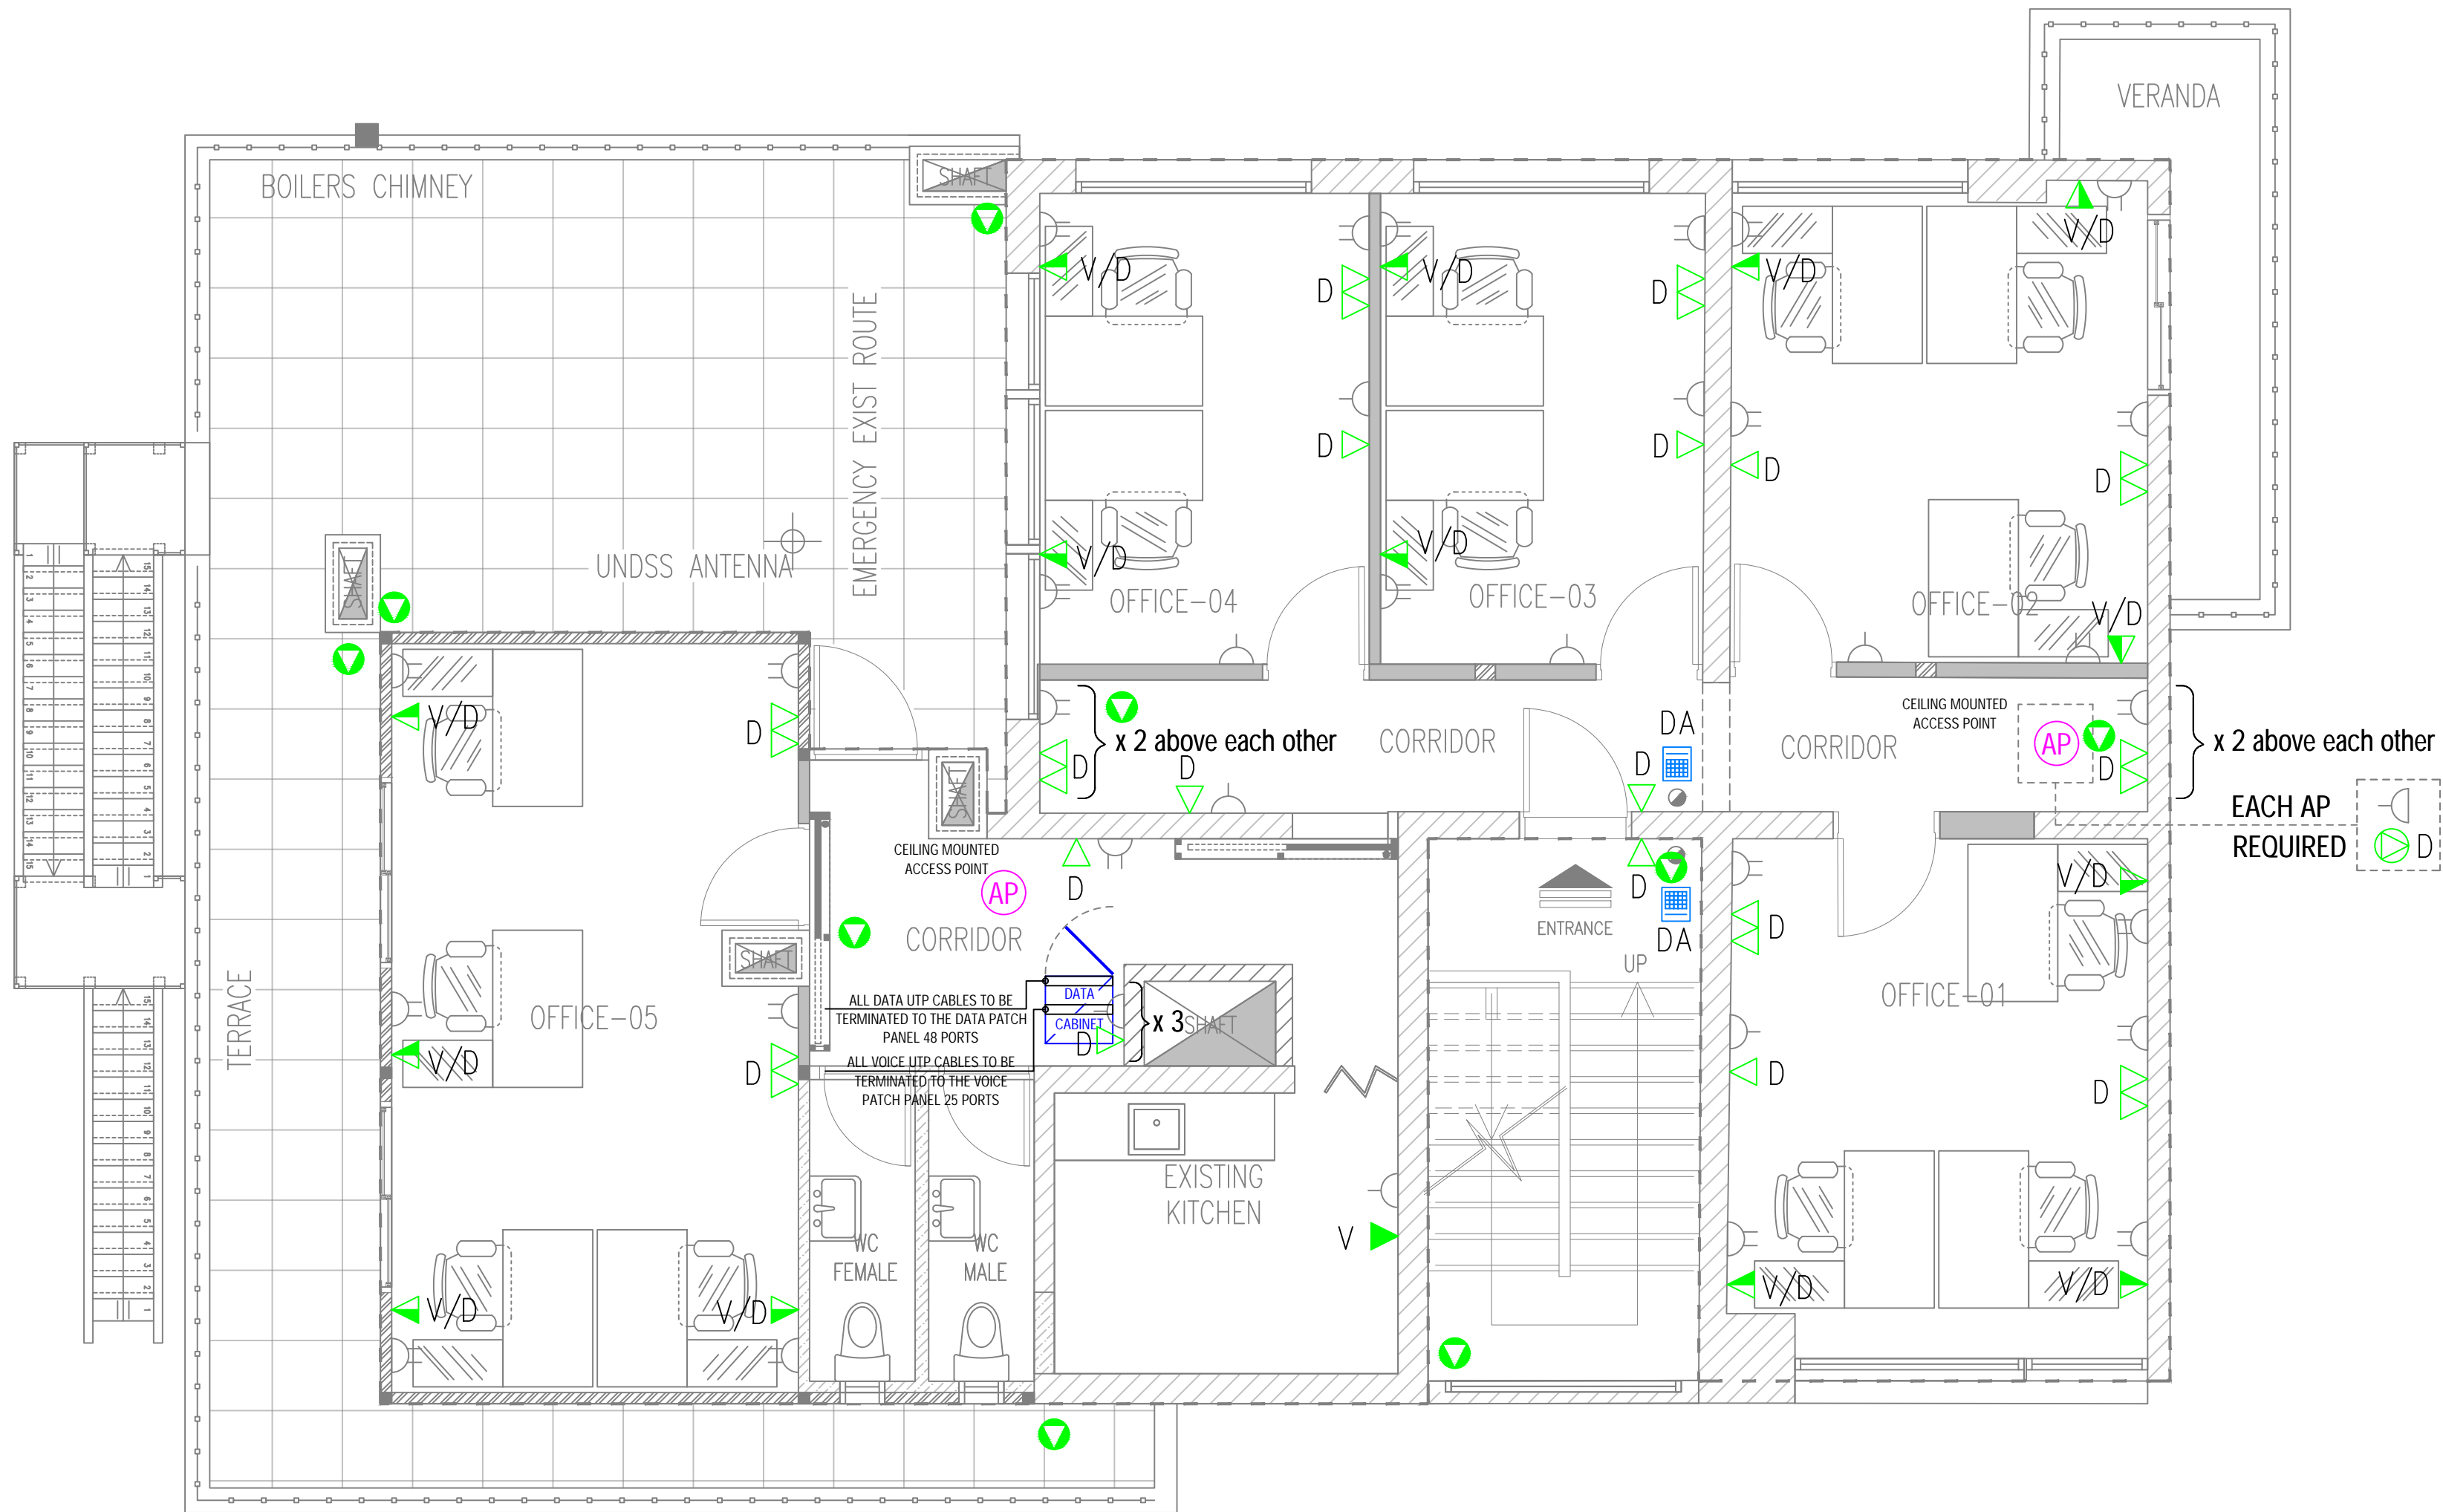 VERANDA
BOILERS CHIMNEY
SHAFT
V/D
V/D
V/D
V/D
D
D
EMERGENCY EXIST ROUTE
D
D
D
D
UNDSS ANTENNA
V/D
V/D
OFFICE-04
OFFICE-03
OFFICE-02
V/D
SHAFT
CEILING MOUNTED
ACCESS POINT
V/D
D
x 2 above each other
D
D
CORRIDOR
DA
D
CORRIDOR
AP
D
x 2 above each other
EACH AP
REQUIRED
D
SHAFT
CEILING MOUNTED
ACCESS POINT
AP
D
CORRIDOR
ENTRANCE
D
DA
UP
V/D
D
SHAFT
TERRACE
OFFICE-05
ALL DATA UTP CABLES TO BE
TERMINATED TO THE DATA PATCH
PANEL 48 PORTS
DATA
CABINET
D
x 3
SHAFT
OFFICE-01
V/D
D
ALL VOICE UTP CABLES TO BE
TERMINATED TO THE VOICE
PATCH PANEL 25 PORTS
D
D
EXISTING
KITCHEN
V
WC
FEMALE
WC
MALE
V/D
V/D
V/D
V/D